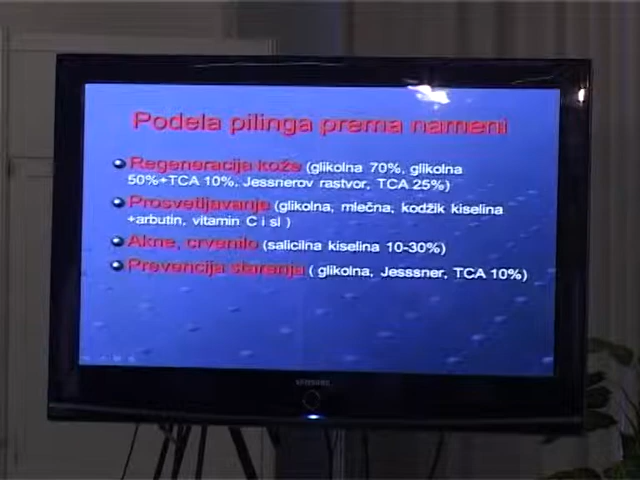 Podela pilinga prema nameni
Regeneracija kože (glikolna 70%, glikolna
50%+TCA 10%, Jessnerov rastvor, TCA 25%)
Prosvetljavanje (glikolna, mlečna, kodžik kiselina
+arbutin, vitamin C i sl )
Akne, crvenilo (salicilna kiselina 10-30%)
Prevencija starenja ( glikolna, Jesssner, TCA 10%)
SAMSUNG